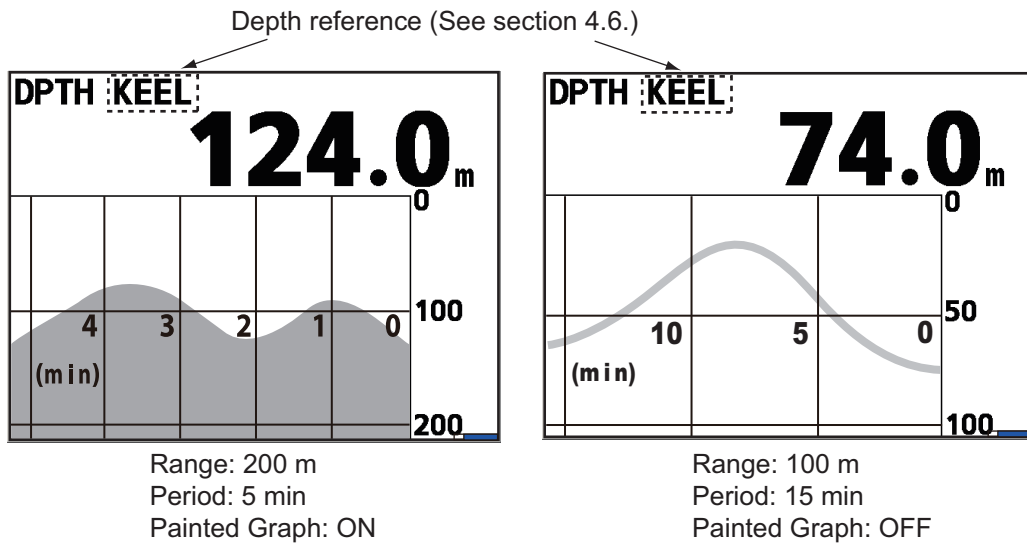 Depth reference (See section 4.6.)
DPTH KEEL
124.0 m
0
100
4 3 2 1 0
(min)
200
Range: 200 m
Period: 5 min
Painted Graph: ON
DPTH KEEL
74.0 m
0
50
10 5 0
(min)
100
Range: 100 m
Period: 15 min
Painted Graph: OFF